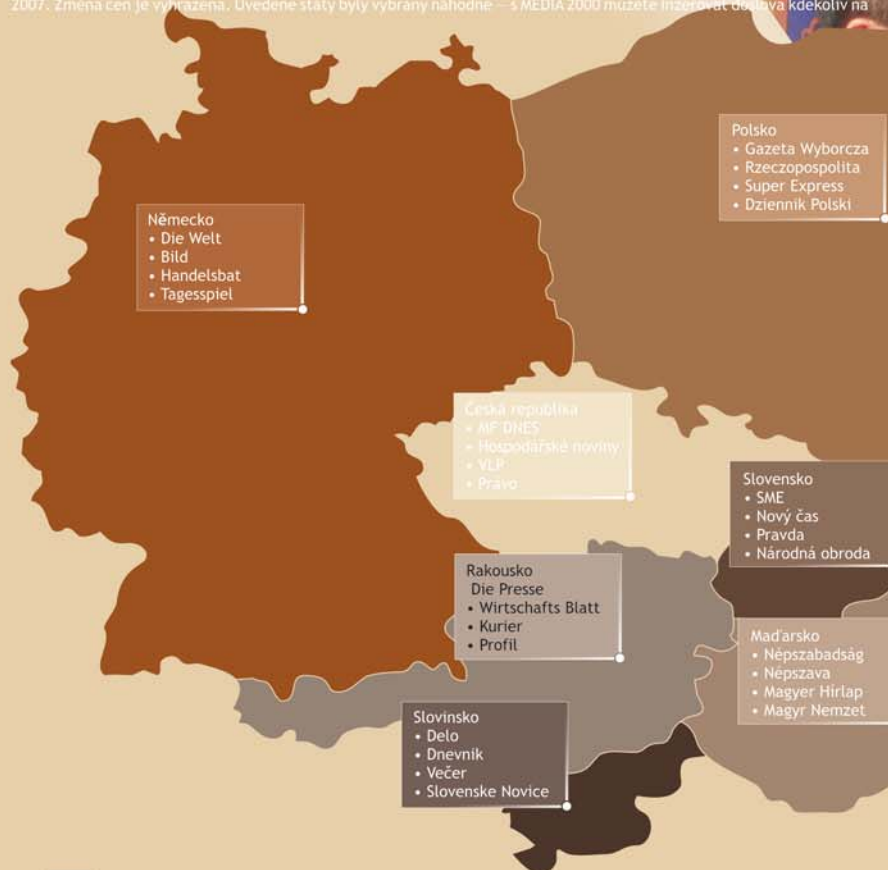 2007. Změna cen je vyhrazena. Uvedené státy byly vybrány náhodně — s MEDIA 2000 můžete inzerovat doslova kdekoliv na
Polsko
• Gazeta Wyborcza
• Rzeczopospolita
• Super Express
• Dziennik Polski
Německo
• Die Welt
• Bild
• Handelsbat
• Tagesspiel
Česká republika
• MF DNES
• Hospodářské noviny
• VLP
• Právo
Slovensko
• SME
• Nový čas
• Pravda
• Národná obroda
Rakousko
Die Presse
• Wirtschafts Blatt
• Kurier
• Profil
Maďarsko
• Népszabadság
• Népszava
• Magyer Hírlap
• Magyr Nemzet
Slovinsko
• Delo
• Dnevnik
• Večer
• Slovenske Novice